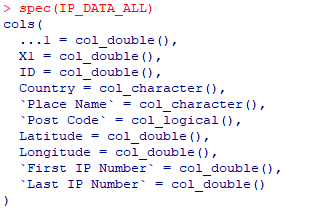 > spec(IP_DATA_ALL)
cols(
  ...1 = col_double(),
  X1 = col_double(),
  ID = col_double(),
  Country = col_character(),
  `Place Name` = col_character(),
  `Post Code` = col_logical(),
  Latitude = col_double(),
  Longitude = col_double(),
  `First IP Number` = col_double(),
  `Last IP Number` = col_double()
)